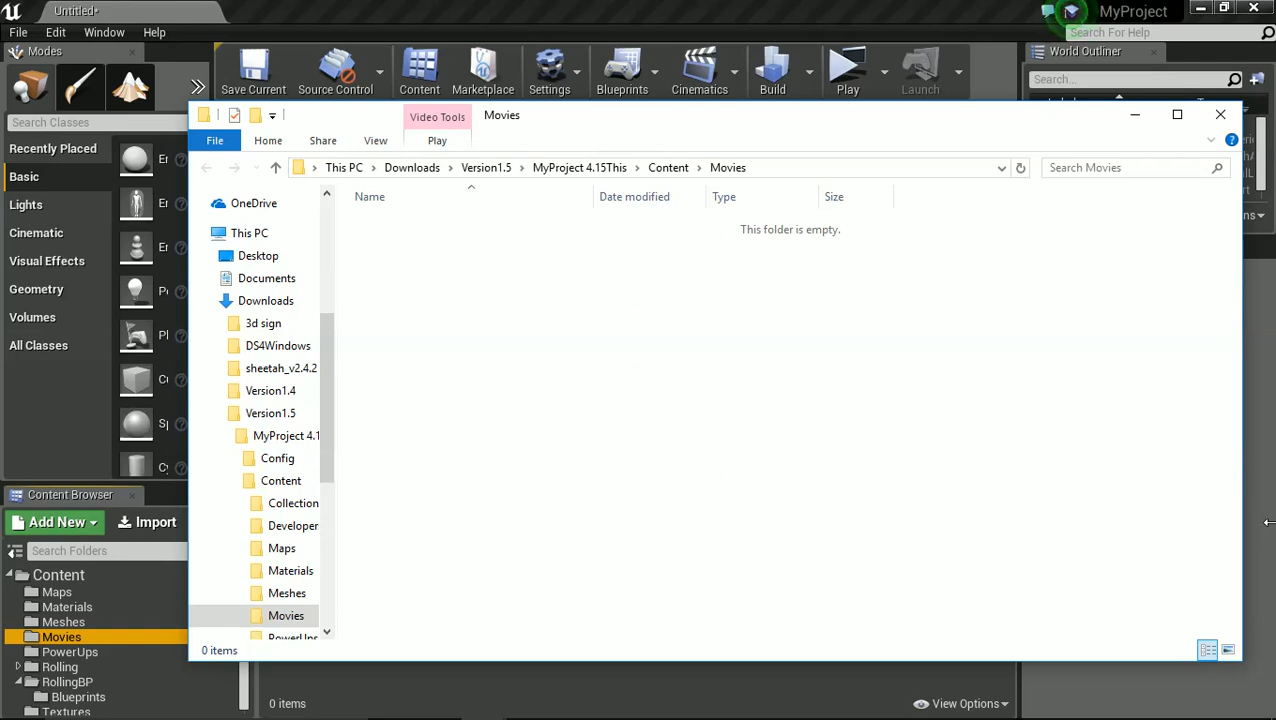 Untitled*
MyProject
File Edit Window Help
Search For Help
Modes
World Outliner
Save Current Source Control Content Marketplace Settings Blueprints Cinematics Build Play Launch
Search...
Search Classes
Recently Placed
Basic
Lights
Cinematic
Visual Effects
Geometry
Volumes
All Classes
Video Tools Movies
File Home Share View Play
This PC > Downloads > Version1.5 > MyProject 4.15This > Content > Movies
Search Movies
Name Date modified Type Size
This folder is empty.
OneDrive
This PC
Desktop
Documents
Downloads
3d sign
DS4Windows
sheetah_v2.4.2
Version1.4
Version1.5
MyProject 4.1
Config
Content
Collection
Developer
Maps
Materials
Meshes
Movies
PowerUps
0 items
Content Browser
Add New Import
Search Folders
Content
Maps
Materials
Meshes
Movies
PowerUps
Rolling
RollingBP
Blueprints
Textures
0 items
View Options